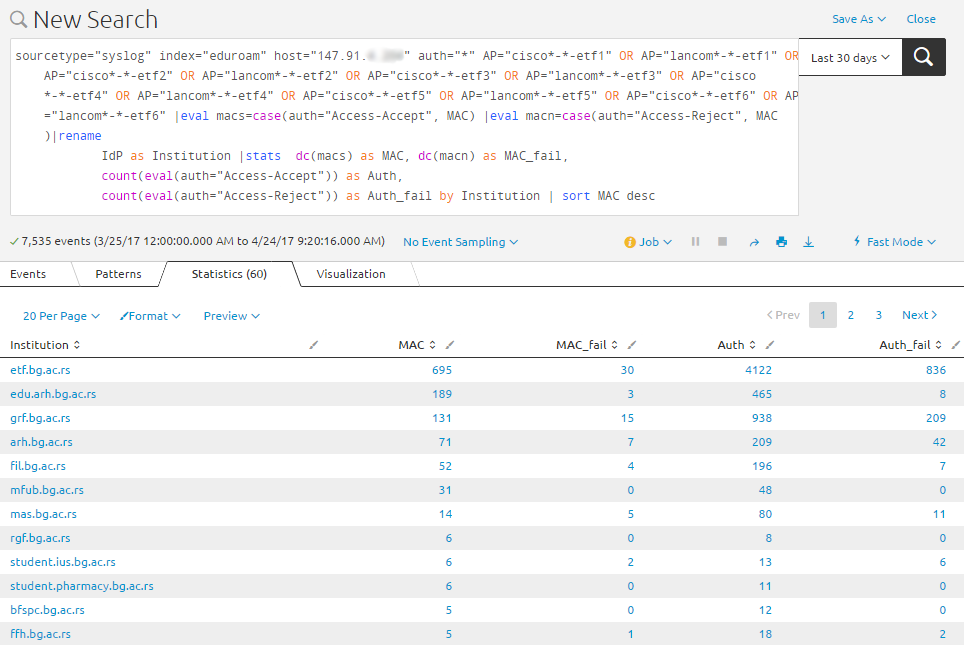 New Search
Save As
Close
sourcetype="syslog" index="eduroam" host="147.91. " auth="*" AP="cisco*-*-etf1" OR AP="lancom*-*-etf1" OR
AP="cisco*-*-etf2" OR AP="lancom*-*-etf2" OR AP="cisco*-*-etf3" OR AP="lancom*-*-etf3" OR AP="cisco
*-*-etf4" OR AP="lancom*-*-etf4" OR AP="cisco*-*-etf5" OR AP="lancom*-*-etf5" OR AP="cisco*-*-etf6" OR AP
="lancom*-*-etf6" |eval macs=case(auth="Access-Accept", MAC) |eval macn=case(auth="Access-Reject", MAC
)|rename
IdP as Institution |stats dc(macs) as MAC, dc(macn) as MAC_fail,
count(eval(auth="Access-Accept")) as Auth,
count(eval(auth="Access-Reject")) as Auth_fail by Institution | sort MAC desc
Last 30 days
7,535 events (3/25/17 12:00:00.000 AM to 4/24/17 9:20:16.000 AM)
No Event Sampling
Job
Fast Mode
Events
Patterns
Statistics (60)
Visualization
20 Per Page
Format
Preview
Prev
1
2
3
Next
Institution MAC MAC_fail Auth Auth_fail
etf.bg.ac.rs 695 30 4122 836
edu.arh.bg.ac.rs 189 3 465 8
grf.bg.ac.rs 131 15 938 209
arh.bg.ac.rs 71 7 209 42
fil.bg.ac.rs 52 4 196 7
mfub.bg.ac.rs 31 0 48 0
mas.bg.ac.rs 14 5 80 11
rgf.bg.ac.rs 6 0 8 0
student.ius.bg.ac.rs 6 2 13 6
student.pharmacy.bg.ac.rs 6 0 11 0
bfspc.bg.ac.rs 5 0 12 0
ffh.bg.ac.rs 5 1 18 2